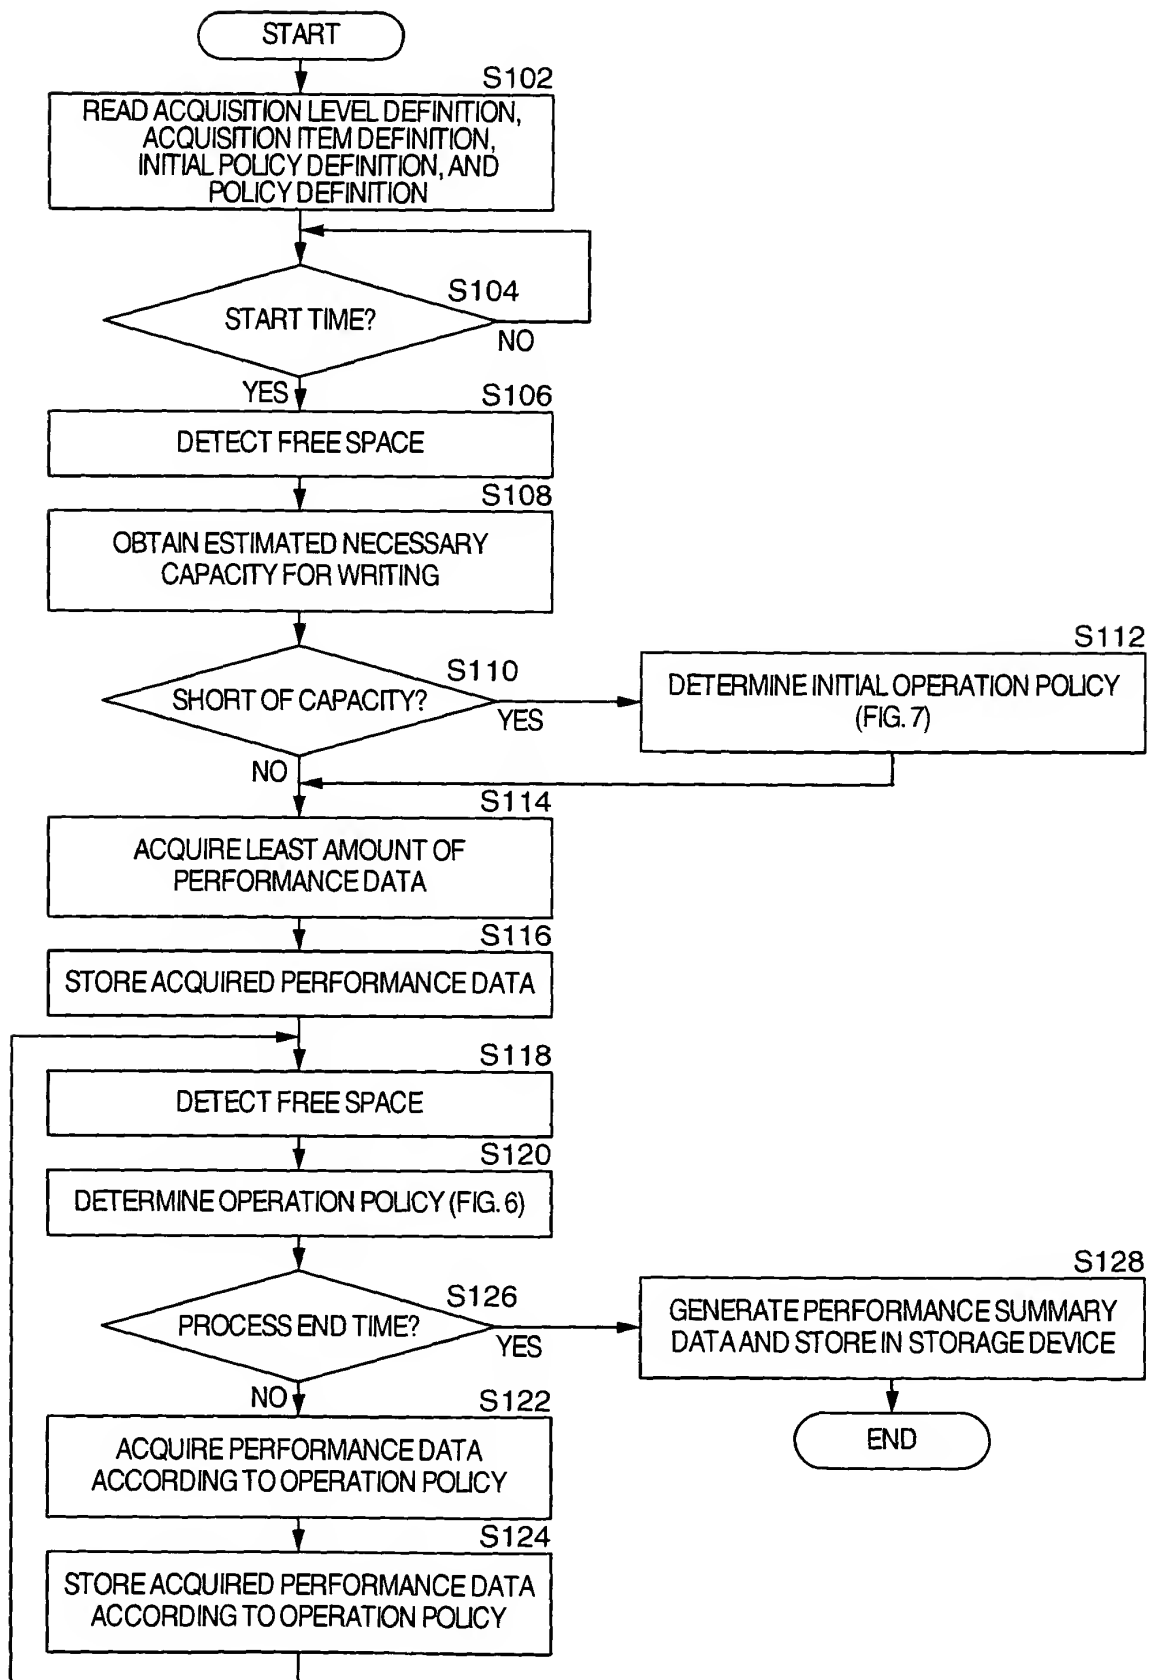 START
S102
READ ACQUISITION LEVEL DEFINITION,
ACQUISITION ITEM DEFINITION,
INITIAL POLICY DEFINITION, AND
POLICY DEFINITION
S104
START TIME?
NO
YES
S106
DETECT FREE SPACE
S108
OBTAIN ESTIMATED NECESSARY
CAPACITY FOR WRITING
S110
SHORT OF CAPACITY?
YES
S112
DETERMINE INITIAL OPERATION POLICY
(FIG. 7)
NO
S114
ACQUIRE LEAST AMOUNT OF
PERFORMANCE DATA
S116
STORE ACQUIRED PERFORMANCE DATA
S118
DETECT FREE SPACE
S120
DETERMINE OPERATION POLICY (FIG. 6)
S126
PROCESS END TIME?
YES
S128
GENERATE PERFORMANCE SUMMARY
DATA AND STORE IN STORAGE DEVICE
END
NO
S122
ACQUIRE PERFORMANCE DATA
ACCORDING TO OPERATION POLICY
S124
STORE ACQUIRED PERFORMANCE DATA
ACCORDING TO OPERATION POLICY